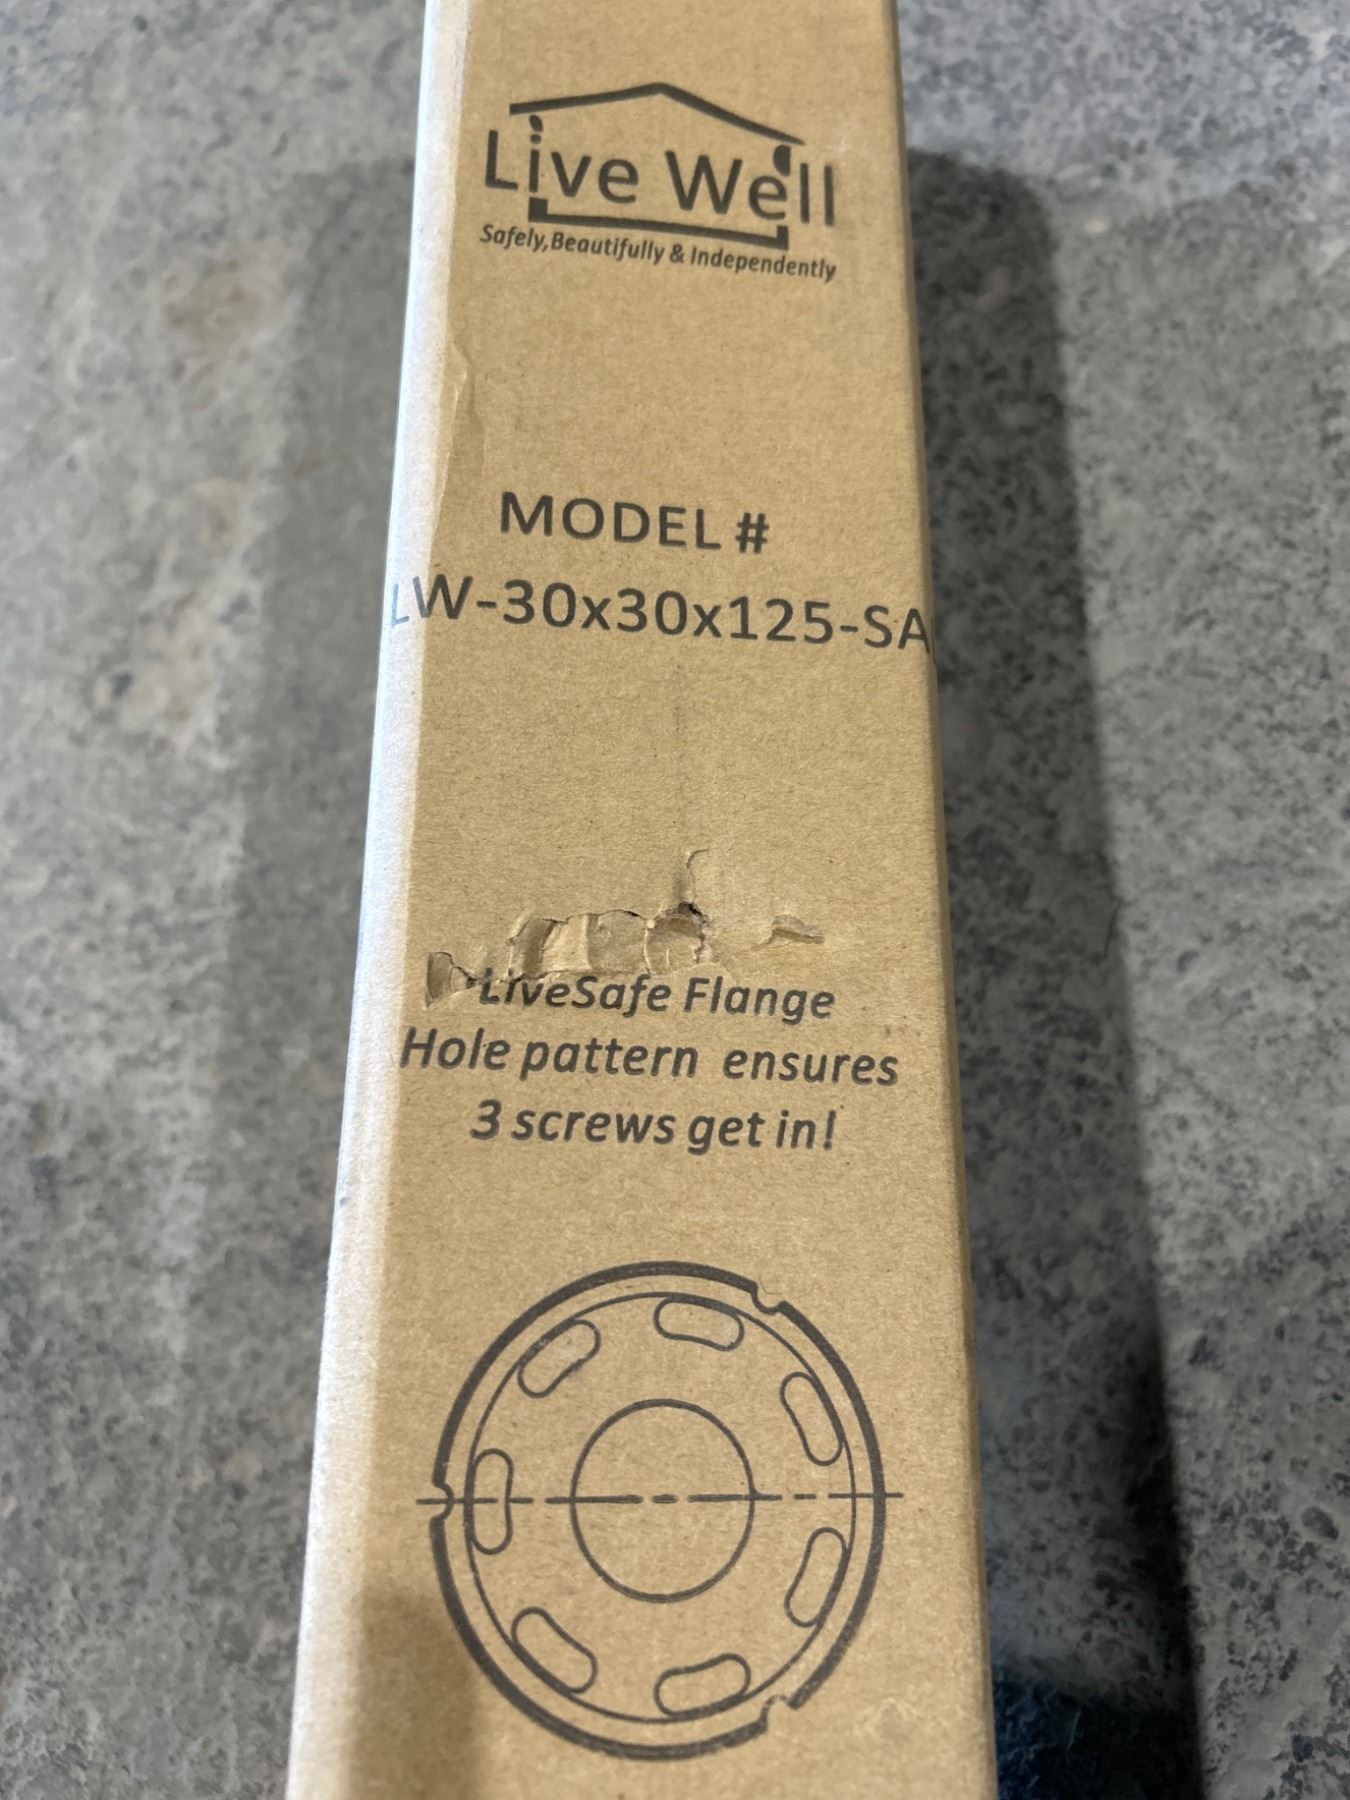 Live Well
Safely,Beautifully & Independently
MODEL #
LW-30x30x125-SA
LiveSafe Flange
Hole pattern ensures
3 screws get in!